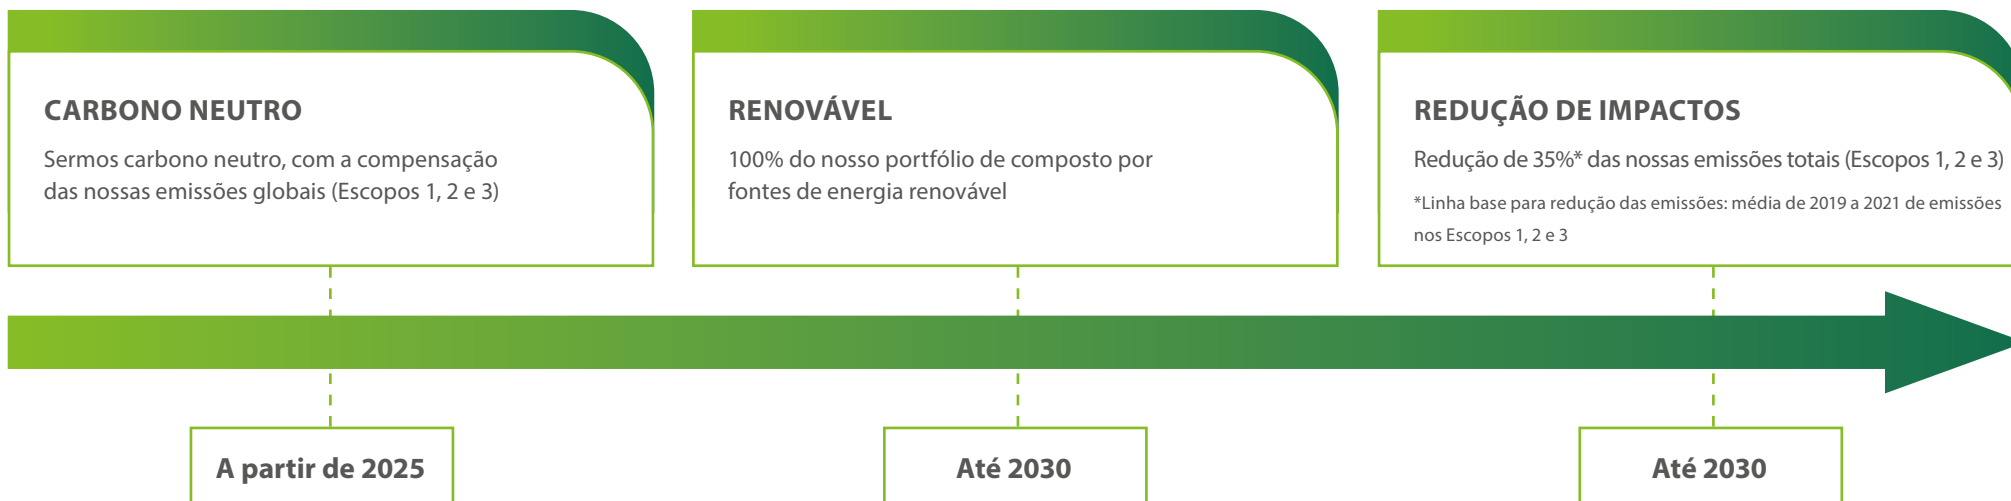 CARBONO NEUTRO
Sermos carbono neutro, com a compensação
das nossas emissões globais (Escopos 1, 2 e 3)
RENOVÁVEL
100% do nosso portfólio de composto por
fontes de energia renovável
REDUÇÃO DE IMPACTOS
Redução de 35%* das nossas emissões totais (Escopos 1, 2 e 3)
*Linha base para redução das emissões: média de 2019 a 2021 de emissões
nos Escopos 1, 2 e 3
A partir de 2025
Até 2030
Até 2030